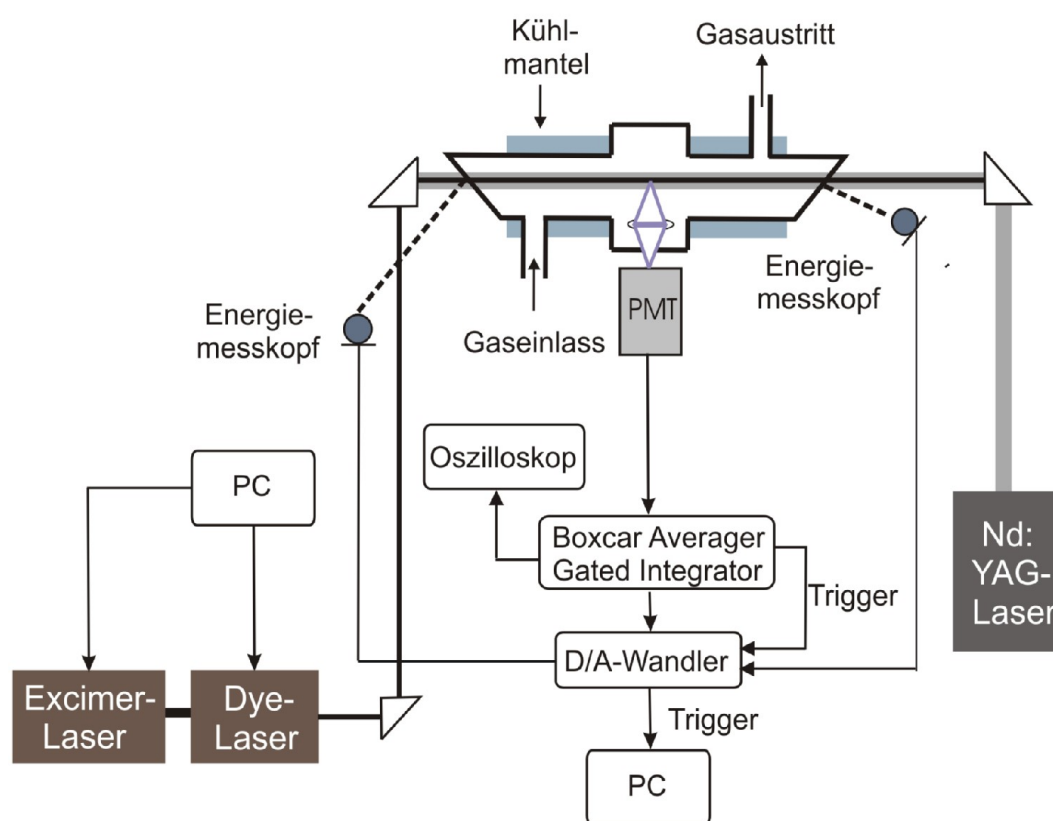 Kühl-
mantel
Gasaustritt
Energie-
messkopf
Gaseinlass
PMT
Energie-
messkopf
Oszilloskop
PC
Boxcar Averager
Gated Integrator
Trigger
Nd:
YAG-
Laser
D/A-Wandler
Excimer-
Laser
Dye-
Laser
Trigger
PC